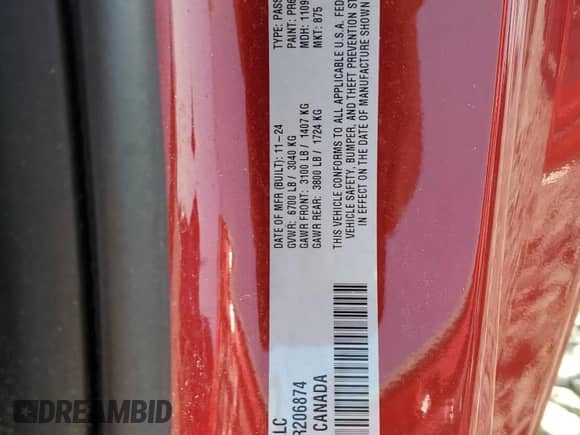 LC
R206874
CANADA
DATE OF MFR (BUILT): 11-24
GVWR: 6700 LB / 3040 KG
GAWR FRONT: 3100 LB / 1407 KG
GAWR REAR: 3800 LB / 1724 KG
THIS VEHICLE CONFORMS TO ALL APPLICABLE U.S.A. FED
VEHICLE SAFETY, BUMPER, AND THEFT PREVENTION ST
IN EFFECT ON THE DATE OF MANUFACTURE SHOWN
TYPE: PASS
PAINT: PR
MDH: 1109
MKT: 875
DREAMBID